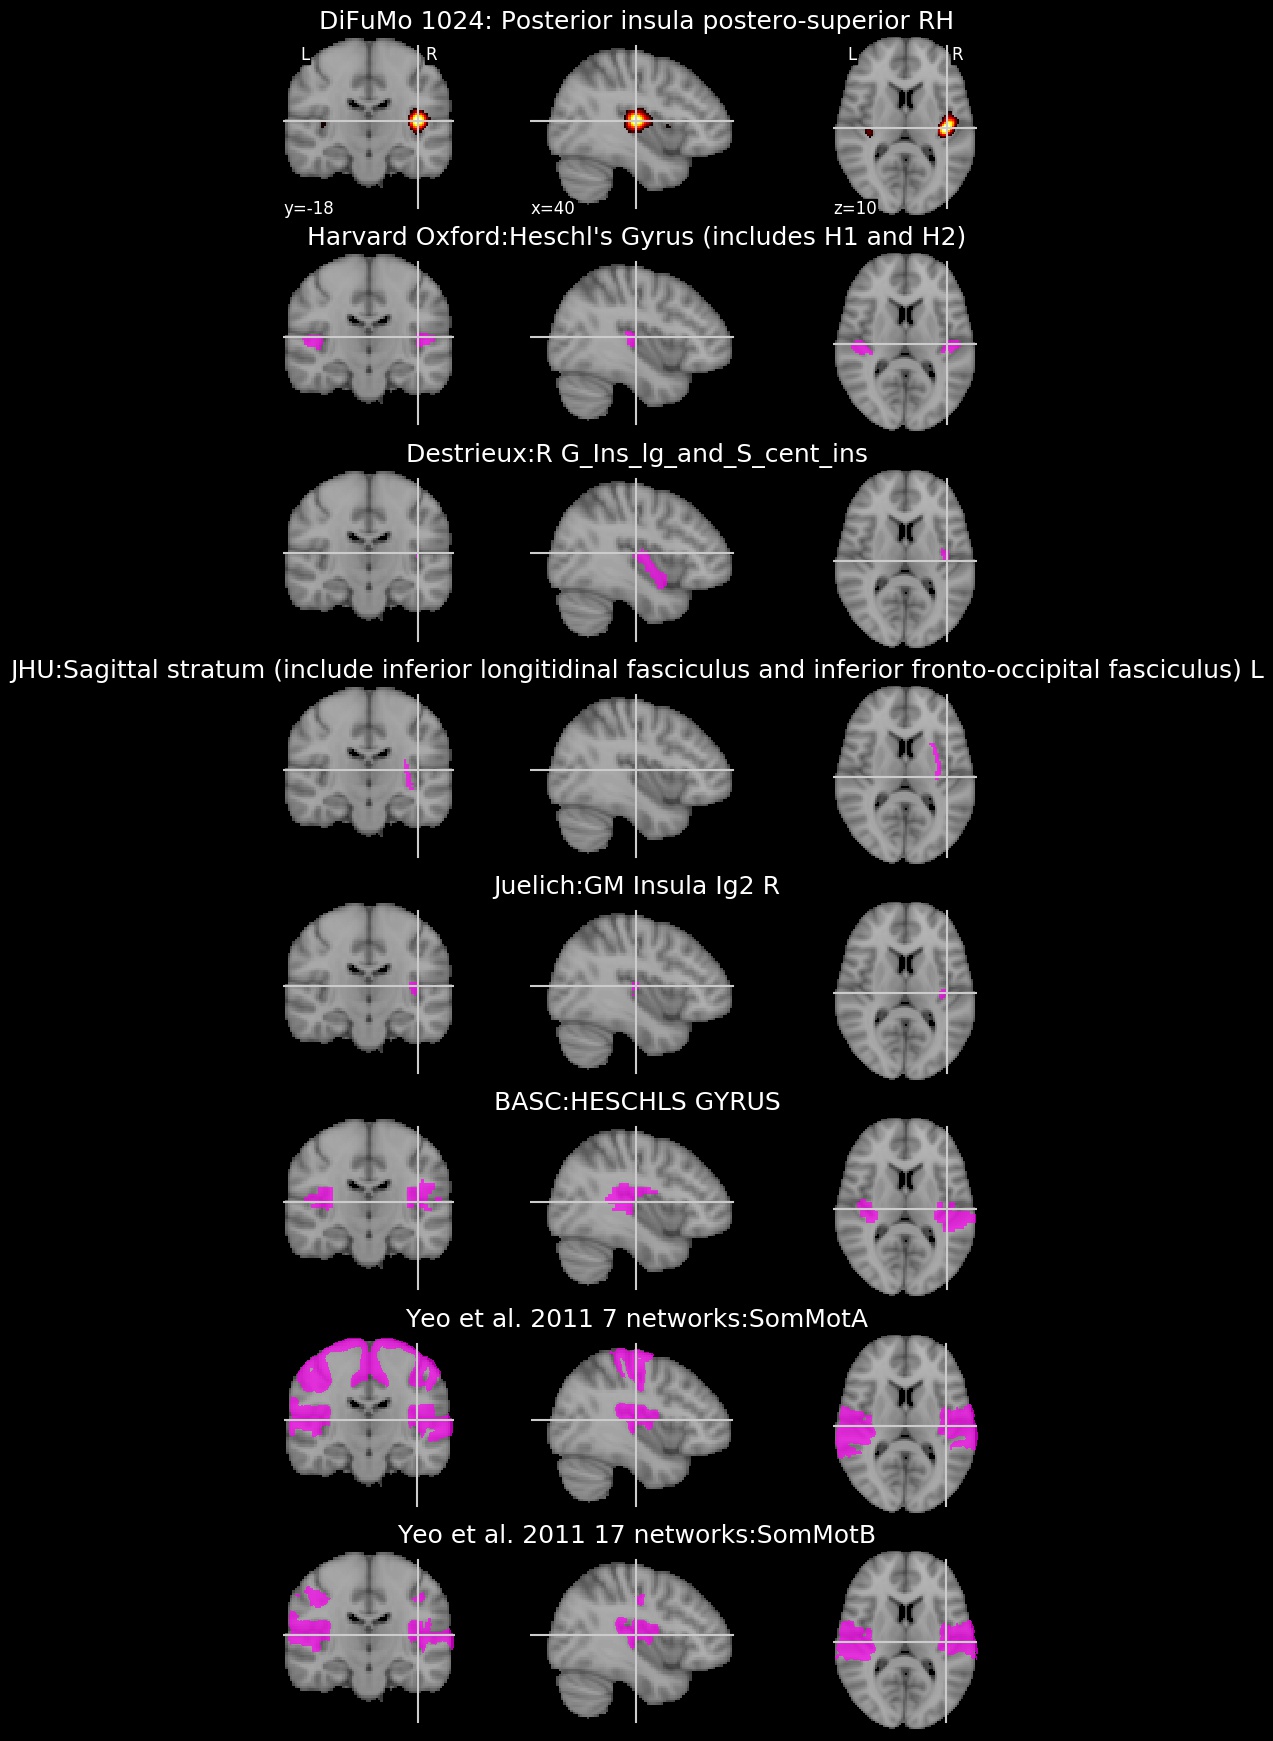 DiFuMo 1024: Posterior insula postero-superior RH
L R L R
y=-18 x=40 z=10
Harvard Oxford:Heschl's Gyrus (includes H1 and H2)
Destrieux:R G_Ins_lg_and_S_cent_ins
JHU:Sagittal stratum (include inferior longitidinal fasciculus and inferior fronto-occipital fasciculus) L
Juelich:GM Insula Ig2 R
BASC:HESCHLS GYRUS
Yeo et al. 2011 7 networks:SomMotA
Yeo et al. 2011 17 networks:SomMotB